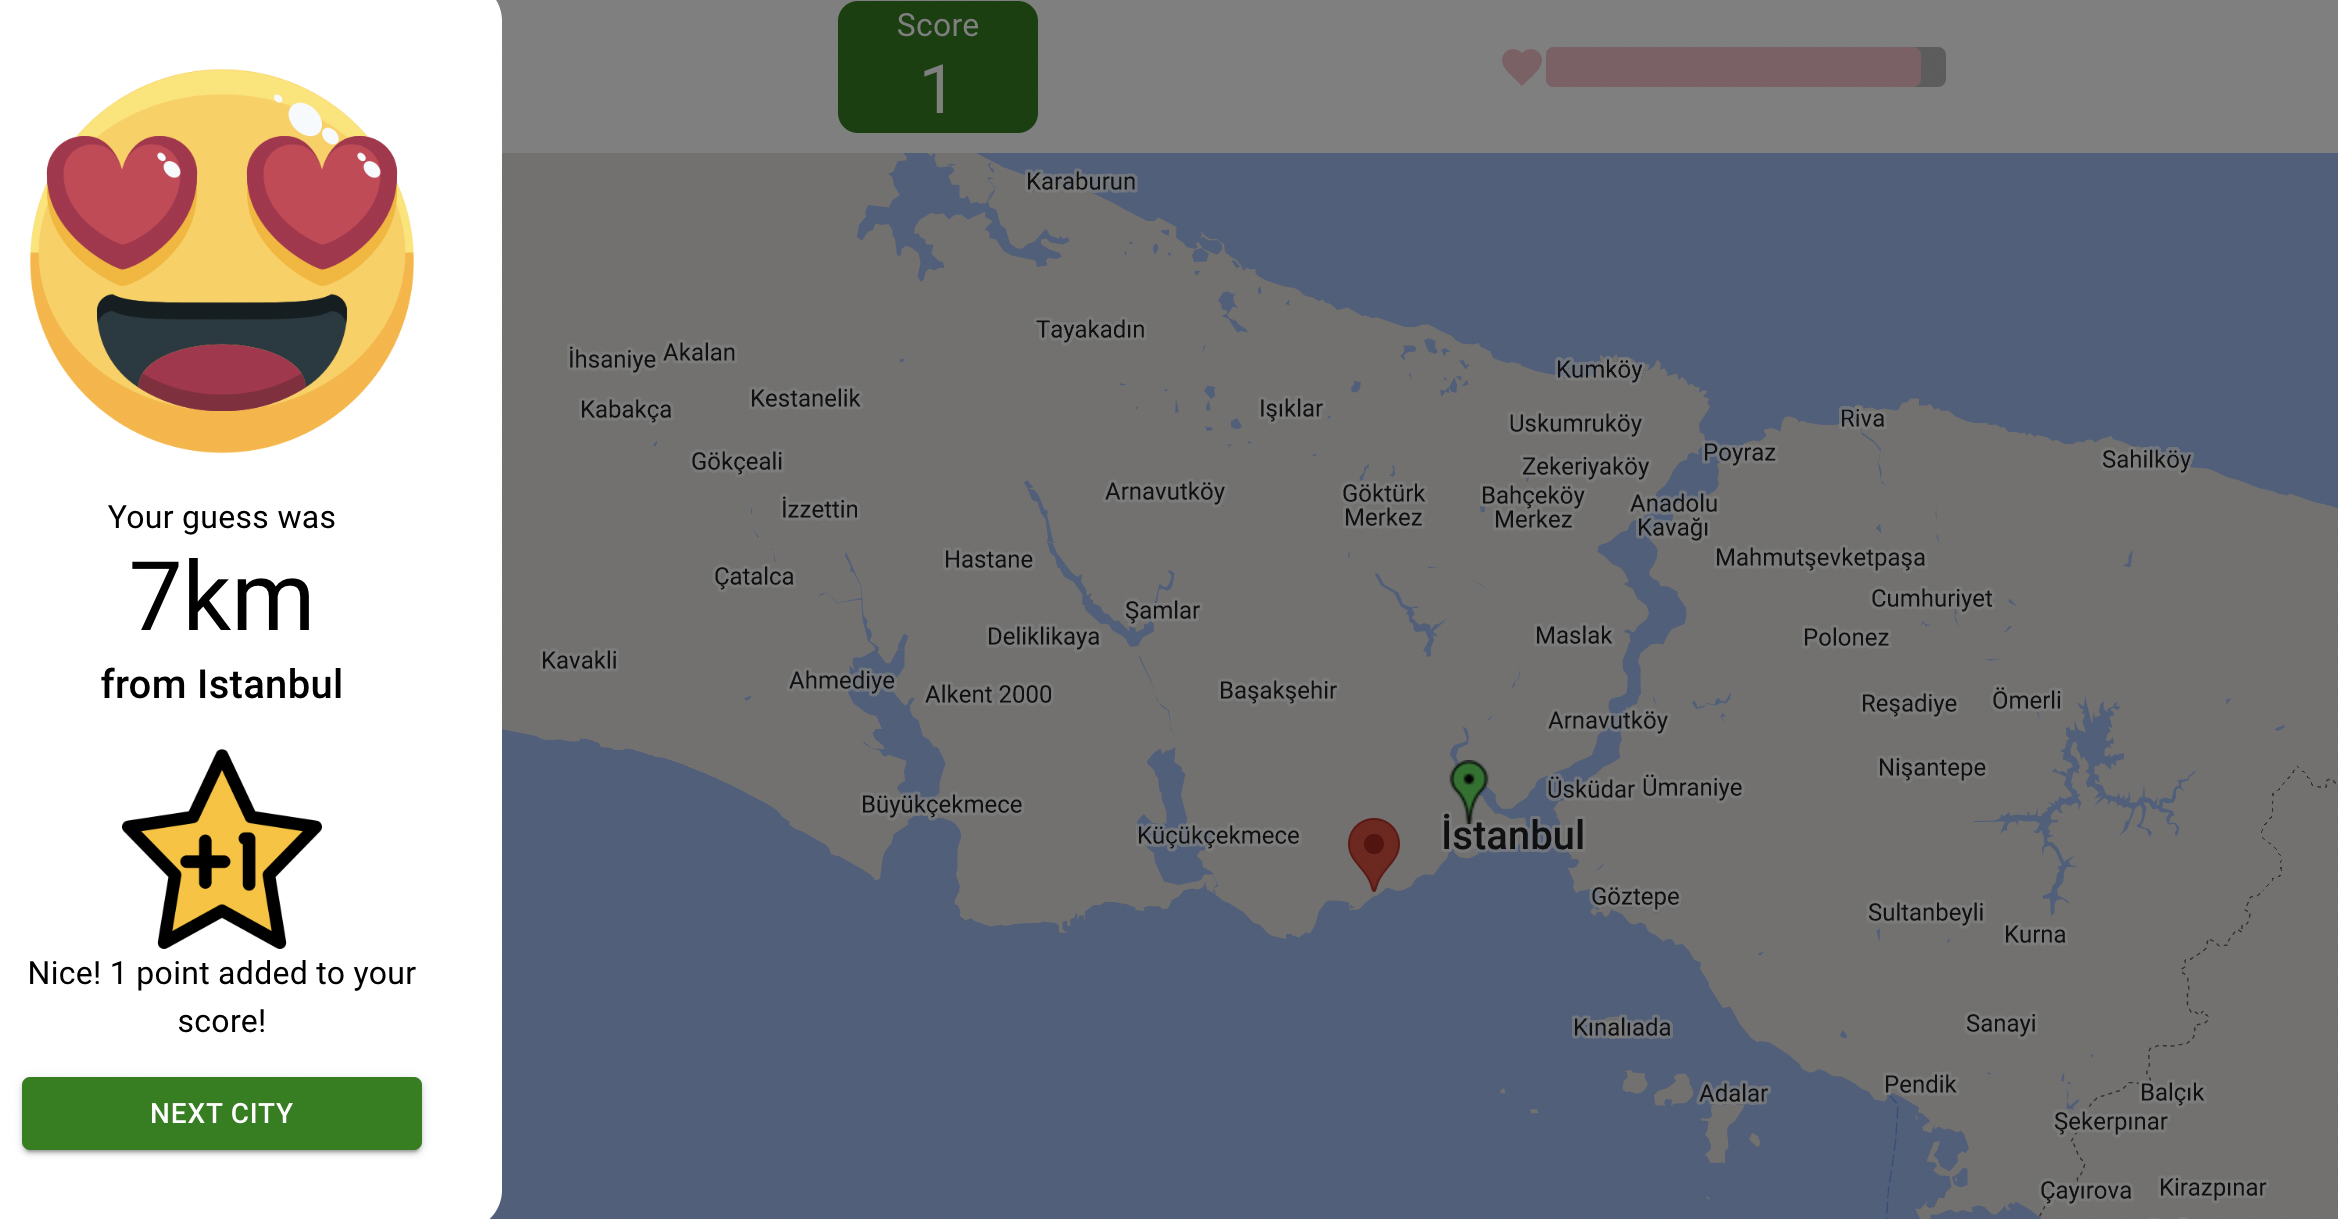 Score
1
Your guess was
7km
from Istanbul
+1
Nice! 1 point added to your
score!
NEXT CITY
Karaburun
Tayakadın
İhsaniye
Akalan
Kumköy
Kabakça
Kestanelik
Işıklar
Uskumruköy
Riva
Gökçeali
Zekeriyaköy
Poyraz
Sahilköy
İzzettin
Arnavutköy
Göktürk
Merkez
Bahçeköy
Merkez
Anadolu
Kavağı
Hastane
Mahmutşevketpaşa
Çatalca
Şamlar
Cumhuriyet
Deliklikaya
Maslak
Polonez
Kavakli
Ahmediye
Alkent 2000
Başakşehir
Reşadiye
Ömerli
Arnavutköy
Nişantepe
Büyükçekmece
Üsküdar
Ümraniye
Küçükçekmece
İstanbul
Göztepe
Sultanbeyli
Kurna
Kınalıada
Sanayi
Adalar
Pendik
Balçık
Şekerpınar
Çayırova
Kirazpınar